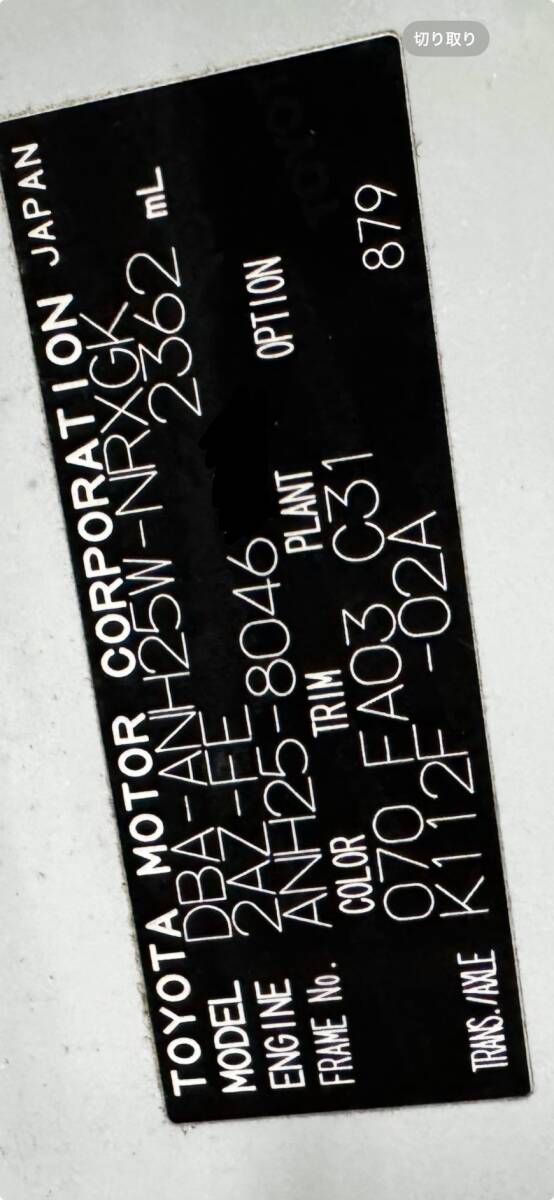 切り取り
TOYOTA MOTOR CORPORATION JAPAN
MODEL DBA-ANH25W-NRXGK
ENGINE 2AZ-FE 2362 mL
FRAME No. ANH25-8046
COLOR TRIM PLANT OPTION
070 FA03 C31 879
TRANS./AXLE K112F -02A